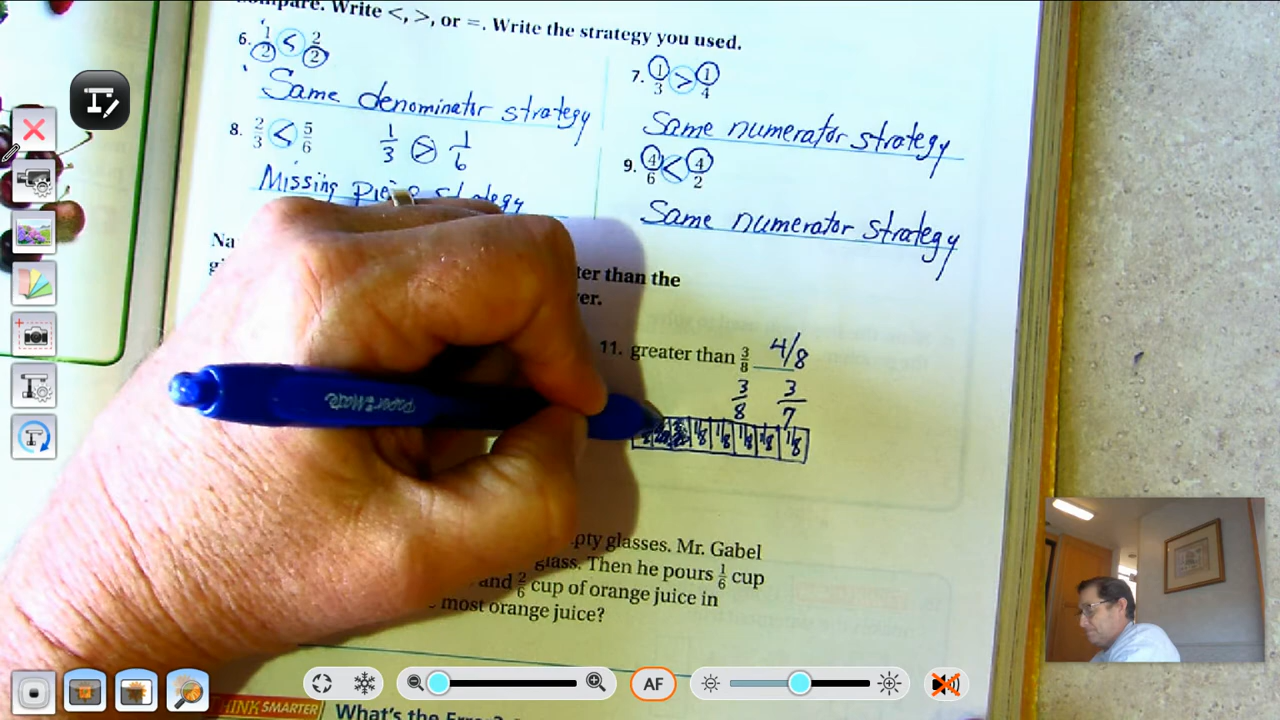 ompare. Write <, >, or =. Write the strategy you used.
6. 1/2 < 2/2
7. 1/3 > 1/4
Same denominator strategy
Same numerator strategy
8. 2/3 < 5/6 1/3 > 1/6
9. 4/6 < 4/2
Missing piece strategy
Same numerator strategy
Na
ter than the
er.
11. greater than 3/8 4/8
3/8 3/7
1/8 1/8 1/8 1/8 1/8
PaperMate
pty glasses. Mr. Gabel
glass. Then he pours 1/6 cup
and 2/6 cup of orange juice in
most orange juice?
THINK SMARTER
What's the Error?
AF